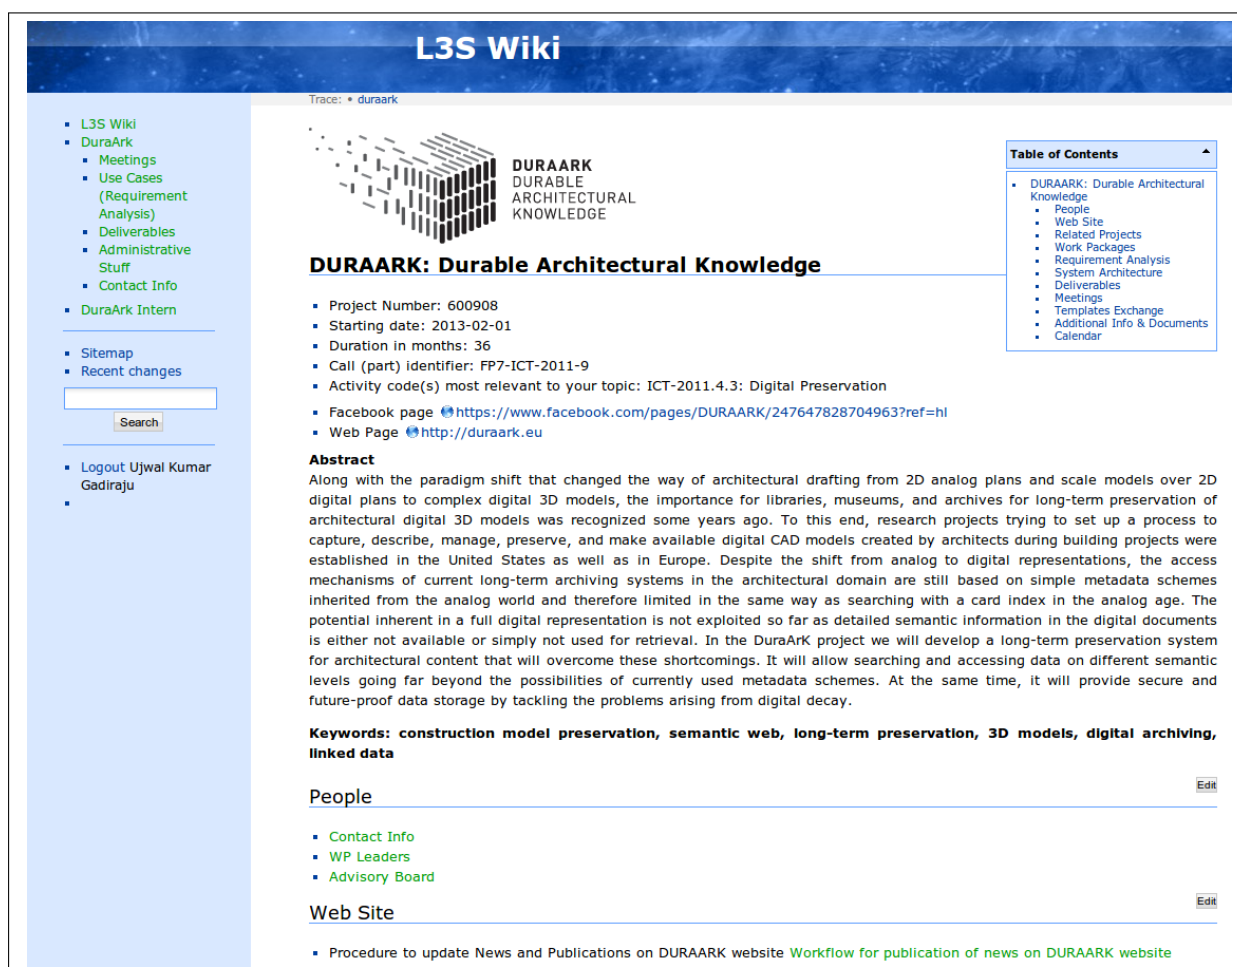 L3S Wiki
Trace: • duraark
L3S Wiki
DuraArk
Meetings
Use Cases
(Requirement
Analysis)
Deliverables
Administrative
Stuff
Contact Info
DuraArk Intern
Sitemap
Recent changes
Search
Logout Ujwal Kumar
Gadiraju
DURAARK
DURABLE
ARCHITECTURAL
KNOWLEDGE
Table of Contents
DURAARK: Durable Architectural
Knowledge
People
Web Site
Related Projects
Work Packages
Requirement Analysis
System Architecture
Deliverables
Meetings
Templates Exchange
Additional Info & Documents
Calendar
DURAARK: Durable Architectural Knowledge
Project Number: 600908
Starting date: 2013-02-01
Duration in months: 36
Call (part) identifier: FP7-ICT-2011-9
Activity code(s) most relevant to your topic: ICT-2011.4.3: Digital Preservation
Facebook page https://www.facebook.com/pages/DURAARK/247647828704963?ref=hl
Web Page http://duraark.eu
Abstract
Along with the paradigm shift that changed the way of architectural drafting from 2D analog plans and scale models over 2D
digital plans to complex digital 3D models, the importance for libraries, museums, and archives for long-term preservation of
architectural digital 3D models was recognized some years ago. To this end, research projects trying to set up a process to
capture, describe, manage, preserve, and make available digital CAD models created by architects during building projects were
established in the United States as well as in Europe. Despite the shift from analog to digital representations, the access
mechanisms of current long-term archiving systems in the architectural domain are still based on simple metadata schemes
inherited from the analog world and therefore limited in the same way as searching with a card index in the analog age. The
potential inherent in a full digital representation is not exploited so far as detailed semantic information in the digital documents
is either not available or simply not used for retrieval. In the DuraArK project we will develop a long-term preservation system
for architectural content that will overcome these shortcomings. It will allow searching and accessing data on different semantic
levels going far beyond the possibilities of currently used metadata schemes. At the same time, it will provide secure and
future-proof data storage by tackling the problems arising from digital decay.
Keywords: construction model preservation, semantic web, long-term preservation, 3D models, digital archiving,
linked data
Edit
People
Contact Info
WP Leaders
Advisory Board
Edit
Web Site
Procedure to update News and Publications on DURAARK website Workflow for publication of news on DURAARK website